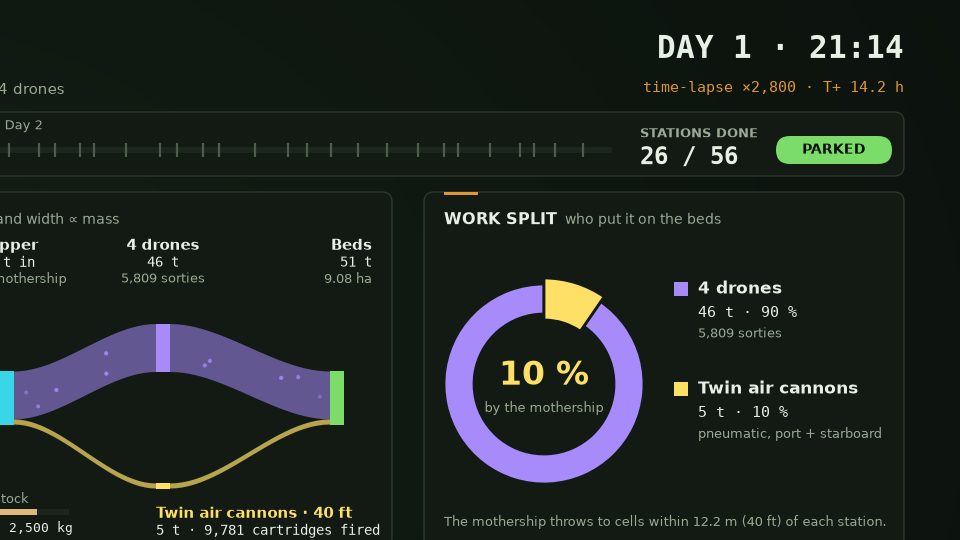 DAY 1 · 21:14
4 drones
time-lapse ×2,800 · T+ 14.2 h
Day 2
STATIONS DONE
26 / 56
PARKED
and width ∝ mass
pper
t in
mothership
4 drones
46 t
5,809 sorties
Beds
51 t
9.08 ha
tock
2,500 kg
Twin air cannons · 40 ft
5 t · 9,781 cartridges fired
WORK SPLIT who put it on the beds
10 %
by the mothership
4 drones
46 t · 90 %
5,809 sorties
Twin air cannons
5 t · 10 %
pneumatic, port + starboard
The mothership throws to cells within 12.2 m (40 ft) of each station.